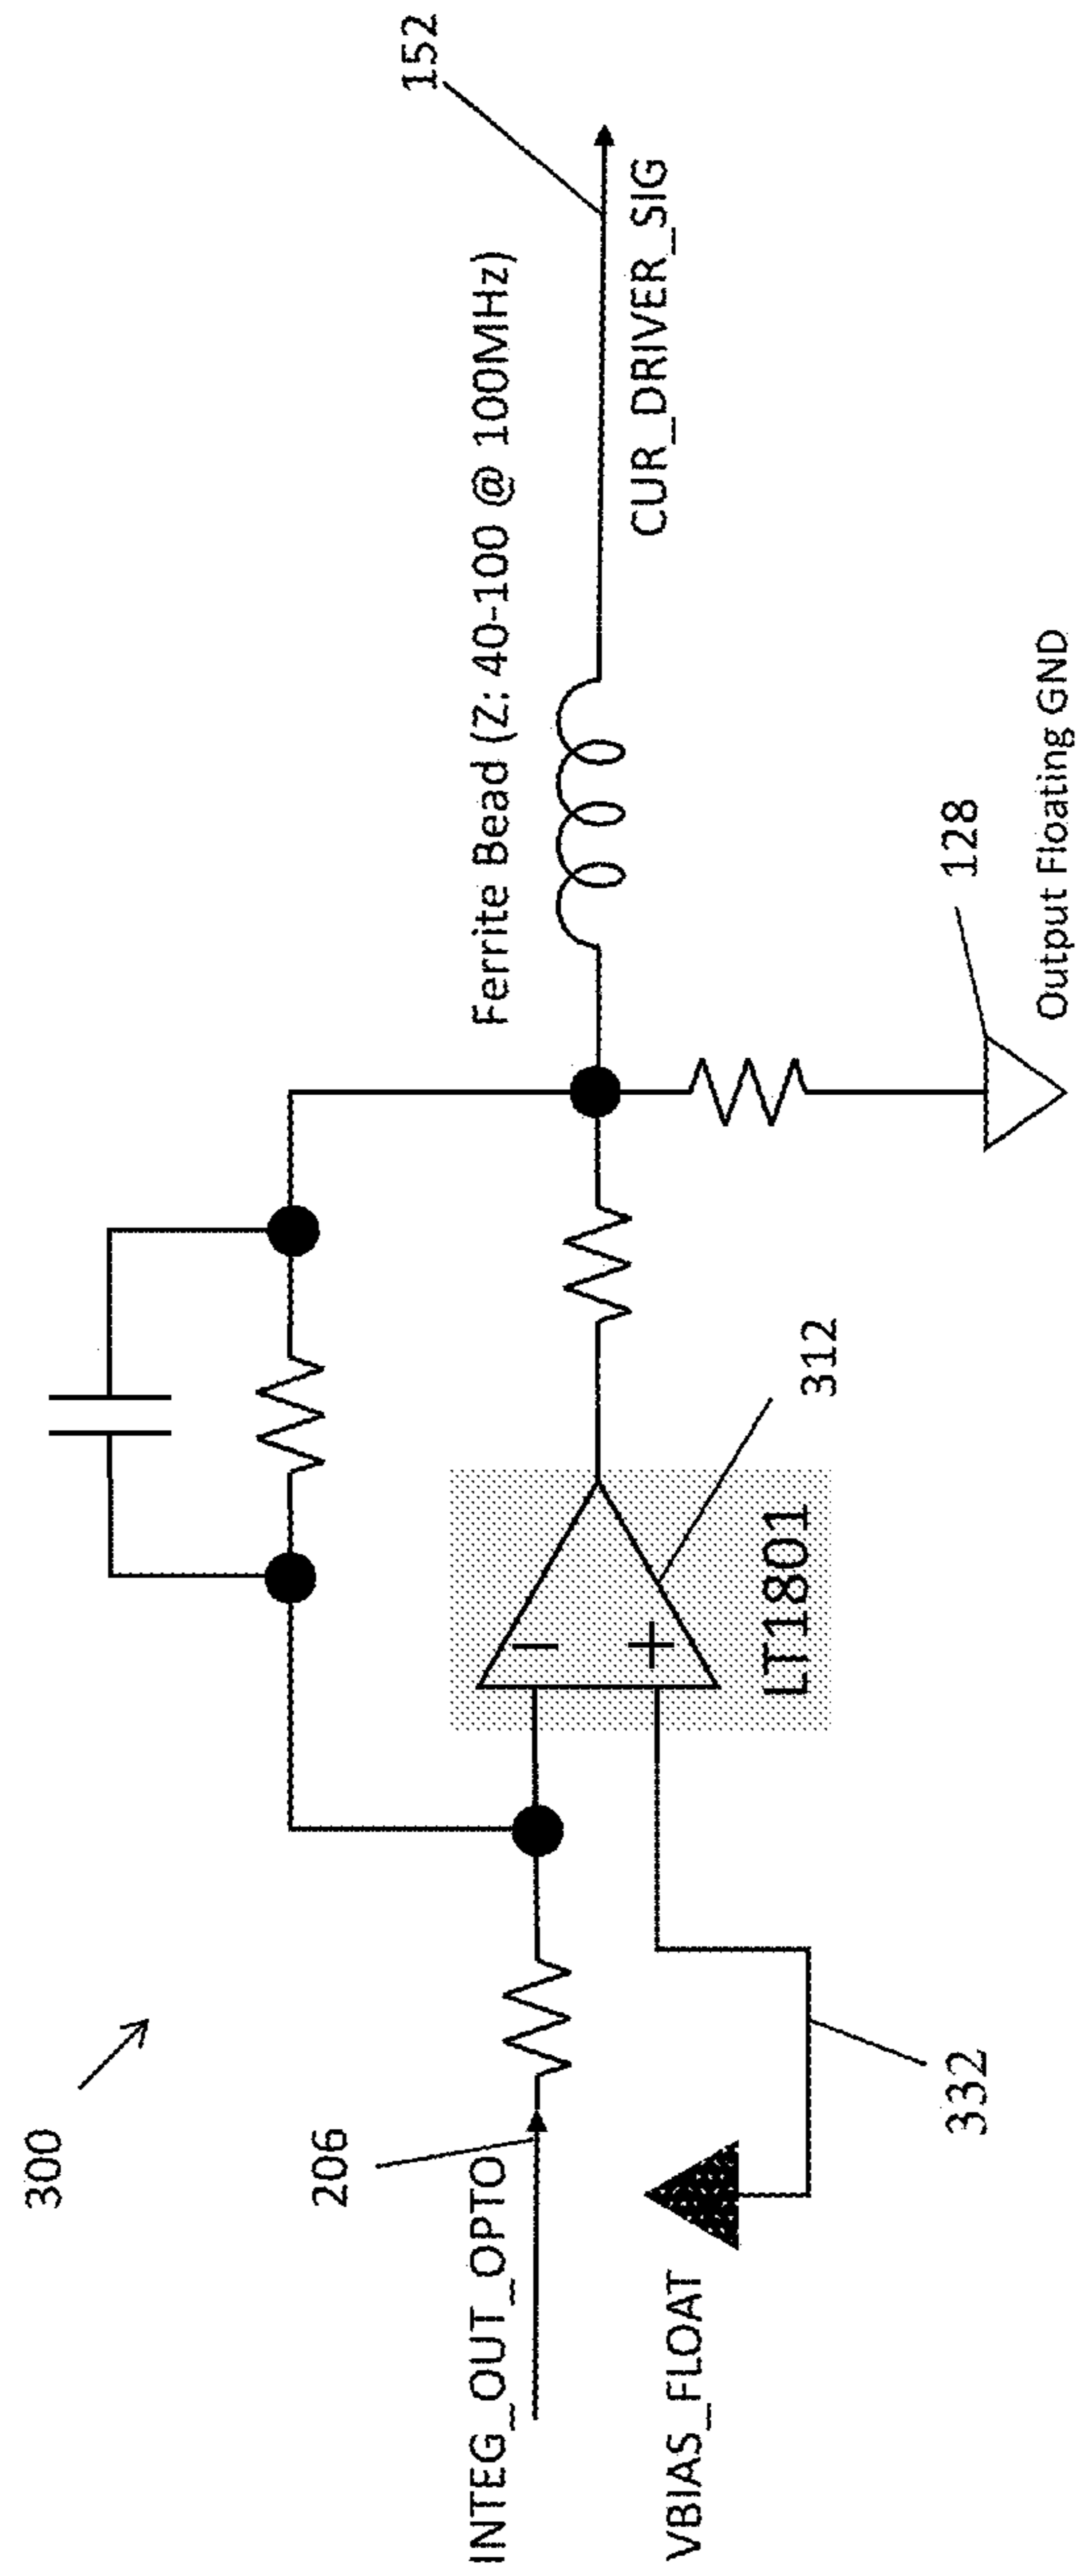 300
206
INTEG_OUT_OPTO
VBIAS_FLOAT
332
−
+
LT1801
312
Ferrite Bead (Z: 40-100 @ 100MHz)
152
CUR_DRIVER_SIG
128
Output Floating GND